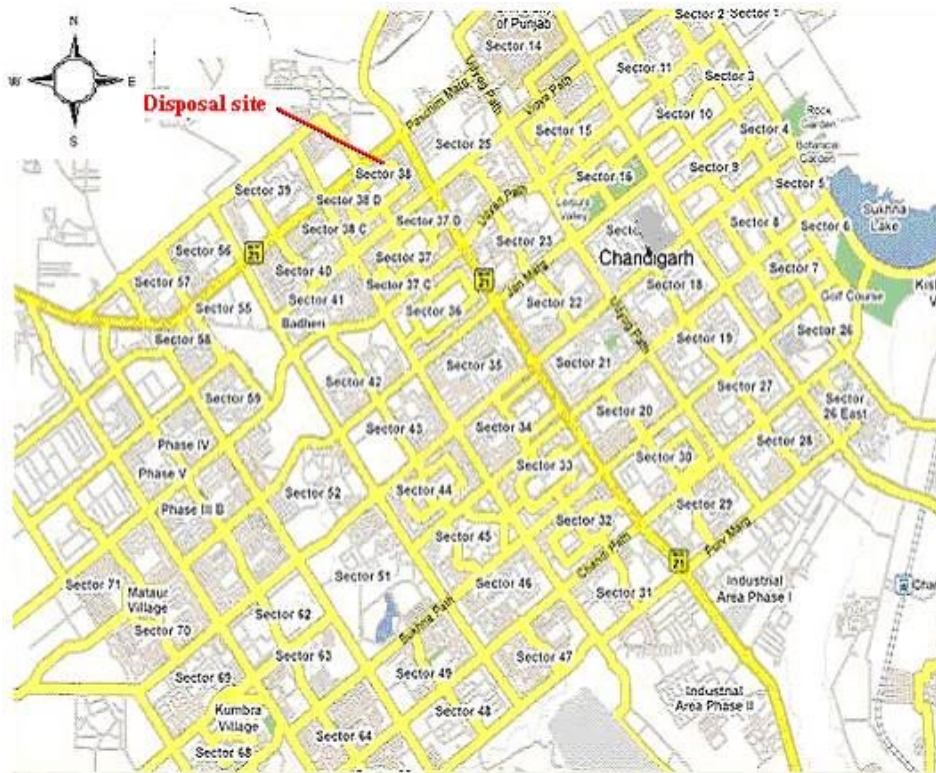 N
W
E
S
Disposal site
of Punjab
Sector 14
Sector 2
Sector 1
Sector 11
Sector 3
Udyog Path
Vidya Path
Paschim Marg
Sector 10
Sector 15
Sector 4
Rock
Garden
Botanical
Garden
Sector 25
Sector 9
Sector 16
Sector 5
Sector 38
Sector 39
Leisure
Valley
Sukhna
Lake
Sector 38 D
Sector 37 D
Sector 8
Sector 6
Sector 38 C
Sector 23
Chandigarh
Sector 56
21
Sector 37
Sector 7
Sector 40
Jan Marg
21
Sector 57
Sector 37 C
Sector 18
Golf Course
Sector 41
Sector 22
Sector 55
Sector 36
Udyog Path
Badheri
Sector 26
Sector 58
Sector 19
Sector 35
Sector 21
Sector 42
Sector 27
Sector 59
Sector
26 East
Sector 20
Sector 43
Sector 34
Phase IV
Sector 28
Sector 30
Phase V
Sector 33
Sector 44
Sector 52
Phase III B
Sector 29
Sector 32
Sector 45
Purv Marg
21
Sector 51
Sector 46
Sector 71
Industrial
Area Phase I
Sector 31
Mataur
Village
Sector 62
Sukhna Path
Sector 70
Sector 63
Sector 47
Sector 49
Sector 69
Industrial
Area Phase II
Kumbra
Village
Sector 48
Sector 64
Sector 68